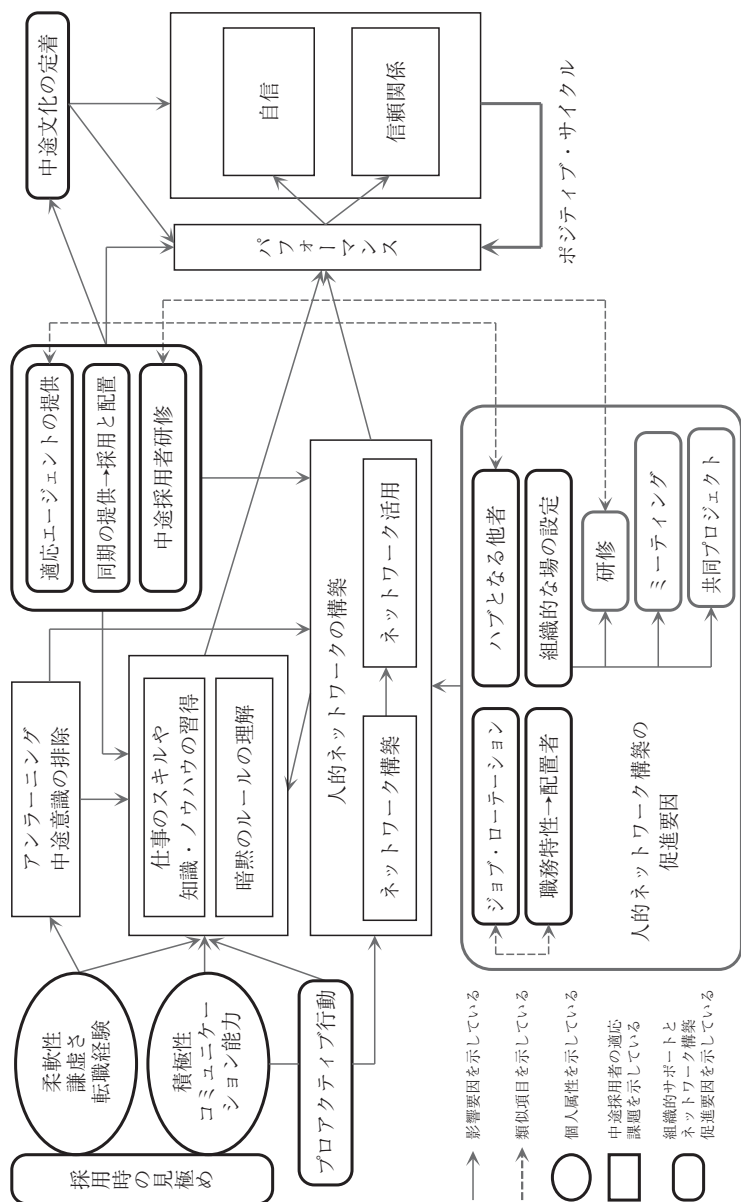 採用時の見極め
柔軟性
謙虚さ
転職経験
積極性
コミュニケー
ション能力
プロアクティブ行動
アンラーニング
中途意識の排除
仕事のスキルや
知識・ノウハウの習得
暗黙のルールの理解
人的ネットワークの構築
ネットワーク構築
ネットワーク活用
適応エージェントの提供
同期の提供→採用と配置
中途採用者研修
中途文化の定着
パフォーマンス
自信
信頼関係
ポジティブ・サイクル
ジョブ・ローテーション
職務特性→配置者
ハブとなる他者
組織的な場の設定
研修
ミーティング
共同プロジェクト
人的ネットワーク構築の
促進要因
影響要因を示している
類似項目を示している
個人属性を示している
中途採用者の適応
課題を示している
組織的サポートと
ネットワーク構築
促進要因を示している